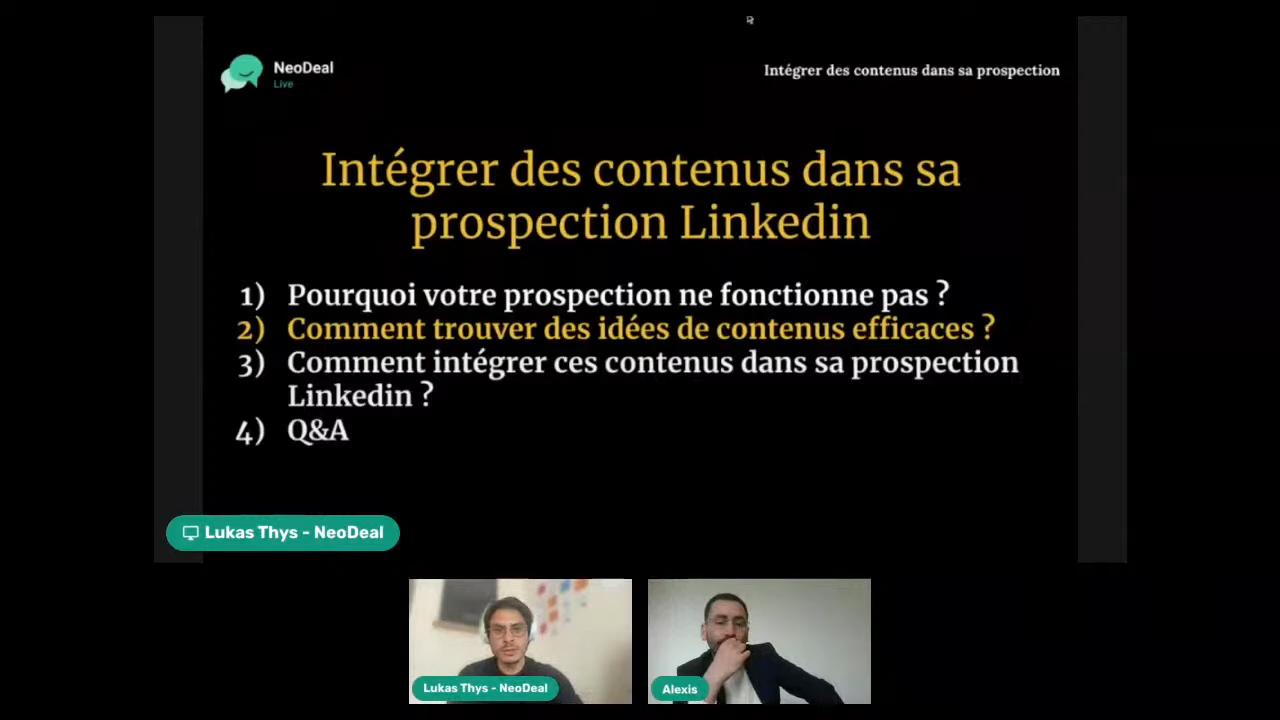 NeoDeal
Live
Intégrer des contenus dans sa prospection
Intégrer des contenus dans sa
prospection Linkedin
1) Pourquoi votre prospection ne fonctionne pas ?
2) Comment trouver des idées de contenus efficaces ?
3) Comment intégrer ces contenus dans sa prospection
Linkedin ?
4) Q&A
Lukas Thys - NeoDeal
Lukas Thys - NeoDeal
Alexis